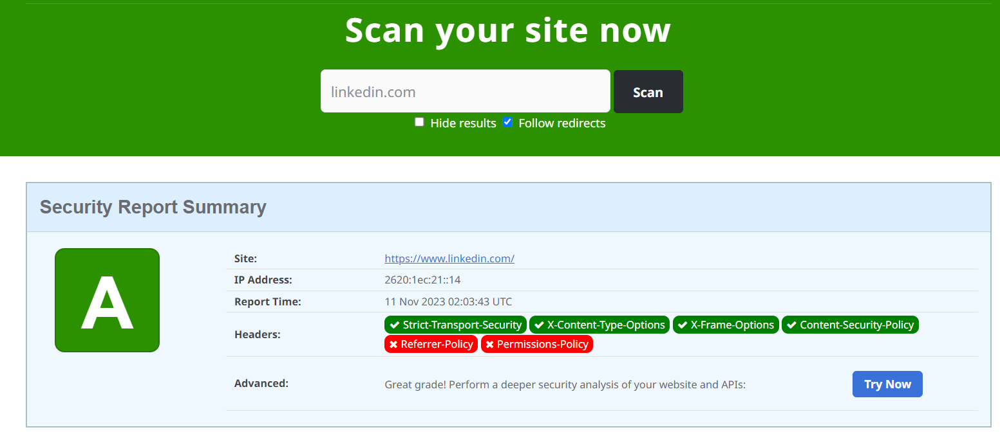 Scan your site now
linkedin.com
Scan
Hide results Follow redirects
Security Report Summary
A
Site: https://www.linkedin.com/
IP Address: 2620:1ec:21::14
Report Time: 11 Nov 2023 02:03:43 UTC
Headers: Strict-Transport-Security X-Content-Type-Options X-Frame-Options Content-Security-Policy
Referrer-Policy Permissions-Policy
Advanced: Great grade! Perform a deeper security analysis of your website and APIs: Try Now